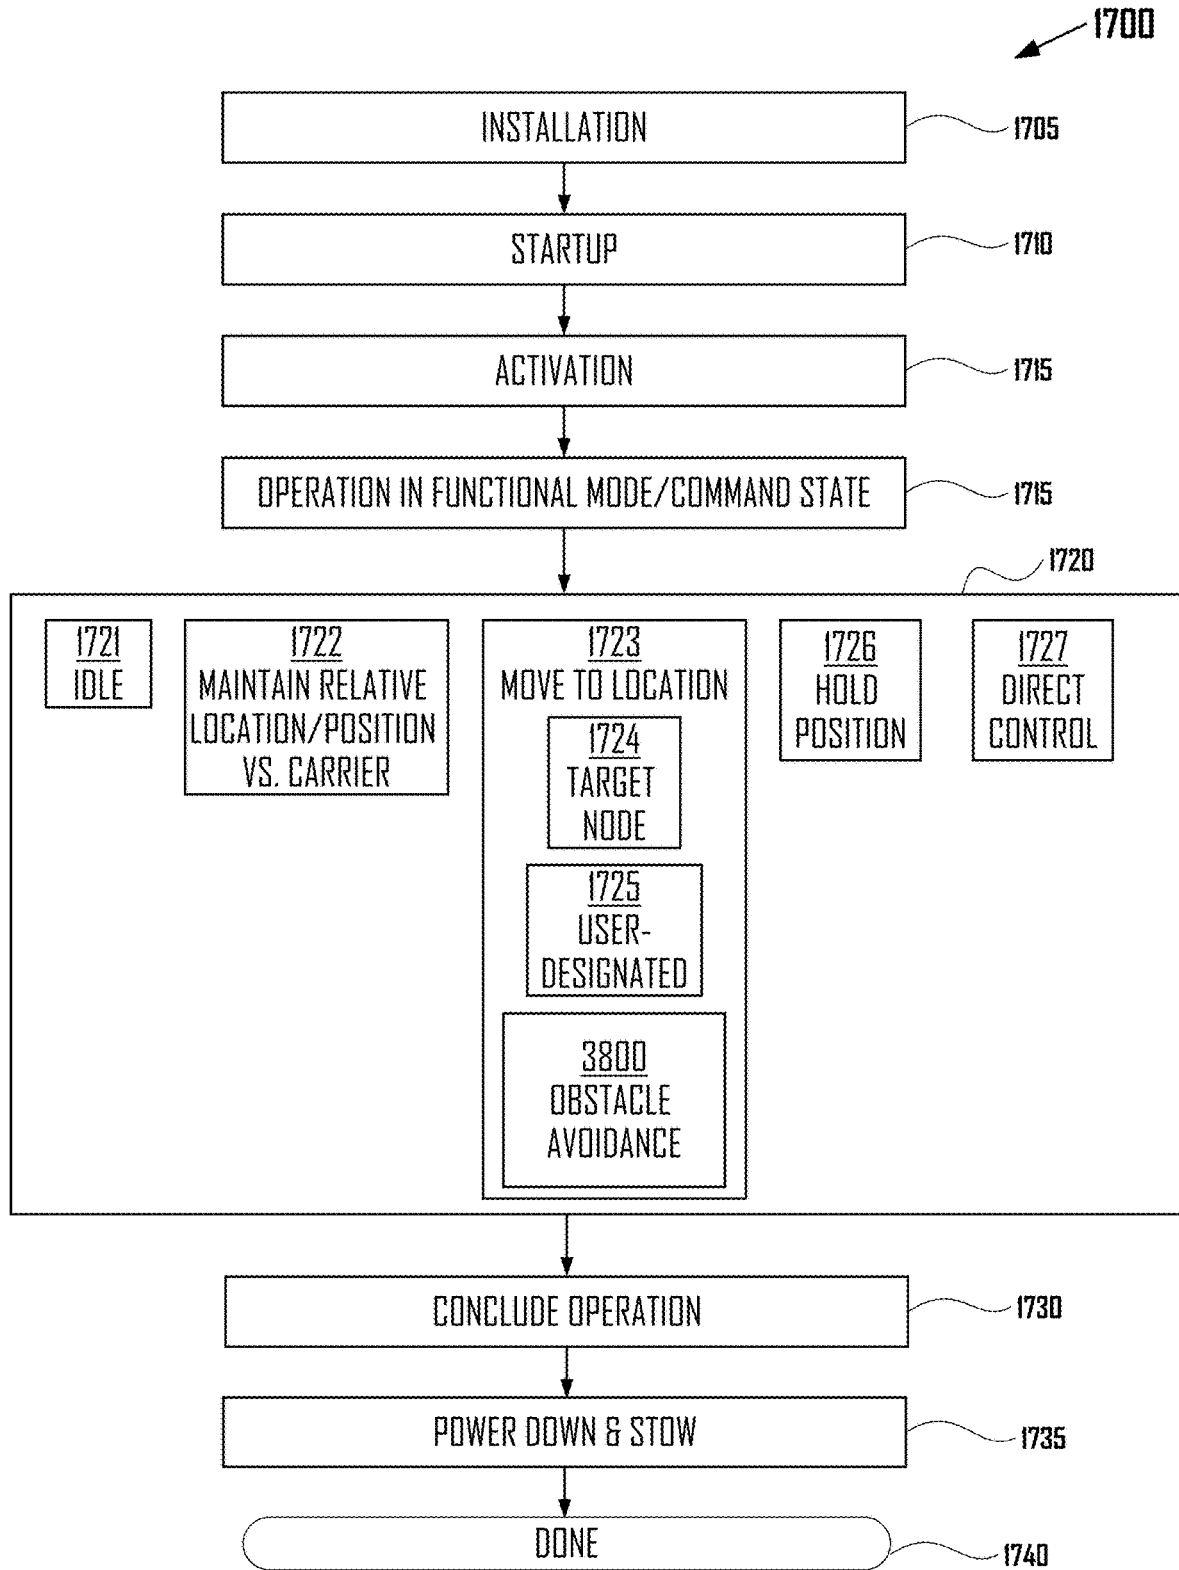 1700
INSTALLATION
1705
STARTUP
1710
ACTIVATION
1715
OPERATION IN FUNCTIONAL MODE/COMMAND STATE
1715
1720
1721
IDLE
1722
MAINTAIN RELATIVE
LOCATION/POSITION
VS. CARRIER
1723
MOVE TO LOCATION
1724
TARGET
NODE
1725
USER-
DESIGNATED
3800
OBSTACLE
AVOIDANCE
1726
HOLD
POSITION
1727
DIRECT
CONTROL
CONCLUDE OPERATION
1730
POWER DOWN & STOW
1735
DONE
1740